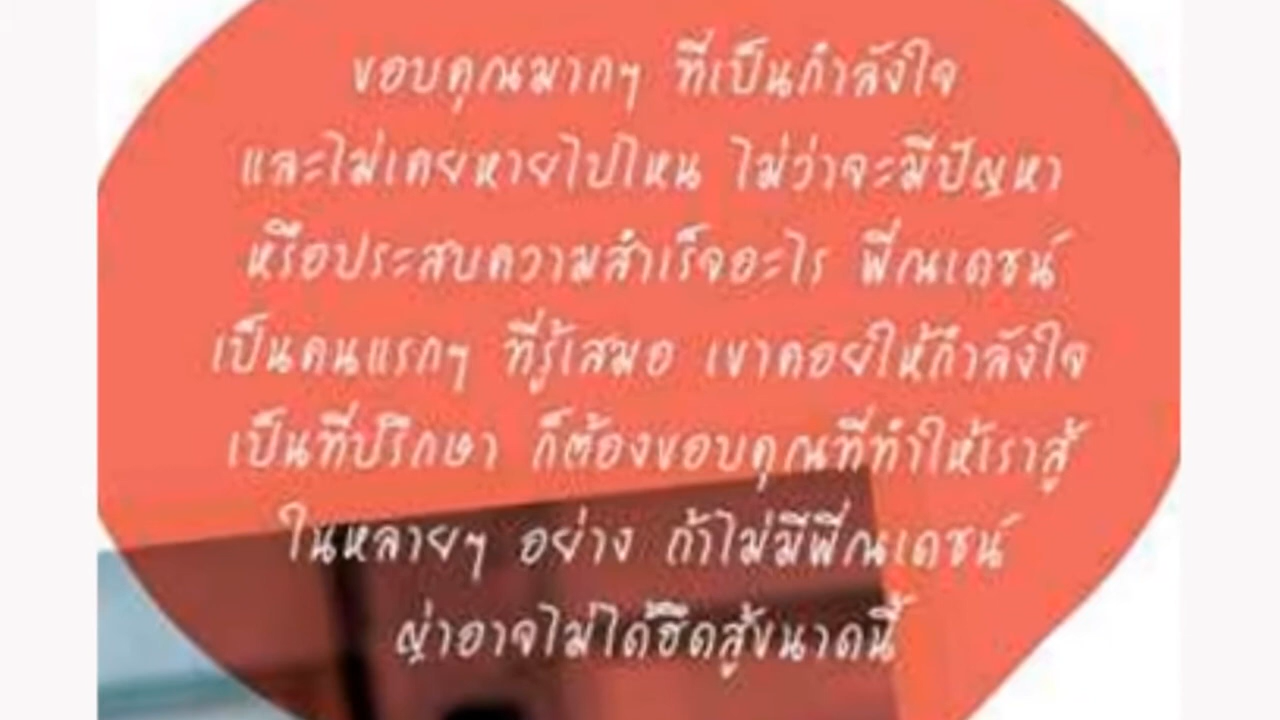 ขอบคุณมากๆ ที่เป็นกำลังใจ
และไม่เคยหายไปไหน ไม่ว่าจะมีปัญหา
หรือประสบความสำเร็จอะไร พี่ณเดชน์
เป็นคนแรกๆ ที่รู้เสมอ เขาคอยให้กำลังใจ
เป็นที่ปรึกษา ก็ต้องขอบคุณที่ทำให้เราสู้
ในหลายๆ อย่าง ถ้าไม่มีพี่ณเดชน์
ญ่าอาจไม่ได้ฮึดสู้ขนาดนี้